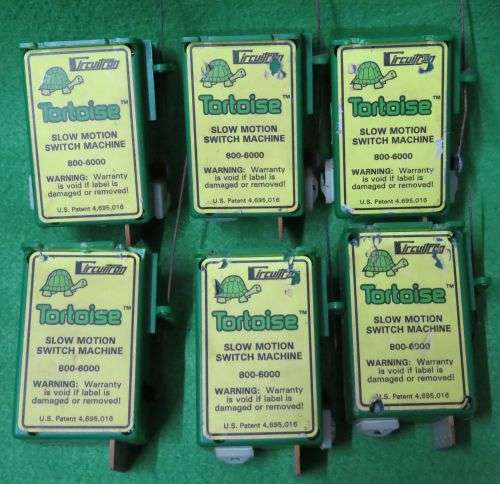 Circuitron
Tortoise™
SLOW MOTION
SWITCH MACHINE
800-6000
WARNING: Warranty
is void if label is
damaged or removed!
U.S. Patent 4,695,016
Circuitron
Tortoise™
SLOW MOTION
SWITCH MACHINE
800-6000
WARNING: Warranty
is void if label is
damaged or removed!
U.S. Patent 4,695,016
Circuitron
Tortoise™
SLOW MOTION
SWITCH MACHINE
800-6000
WARNING: Warranty
is void if label is
damaged or removed!
U.S. Patent 4,695,016
Circuitron
Tortoise™
SLOW MOTION
SWITCH MACHINE
800-6000
WARNING: Warranty
is void if label is
damaged or removed!
U.S. Patent 4,695,016
Circuitron
Tortoise™
SLOW MOTION
SWITCH MACHINE
800-6000
WARNING: Warranty
is void if label is
damaged or removed!
U.S. Patent 4,695,016
Circuitron
Tortoise™
SLOW MOTION
SWITCH MACHINE
800-6000
WARNING: Warranty
is void if label is
damaged or removed!
U.S. Patent 4,695,016